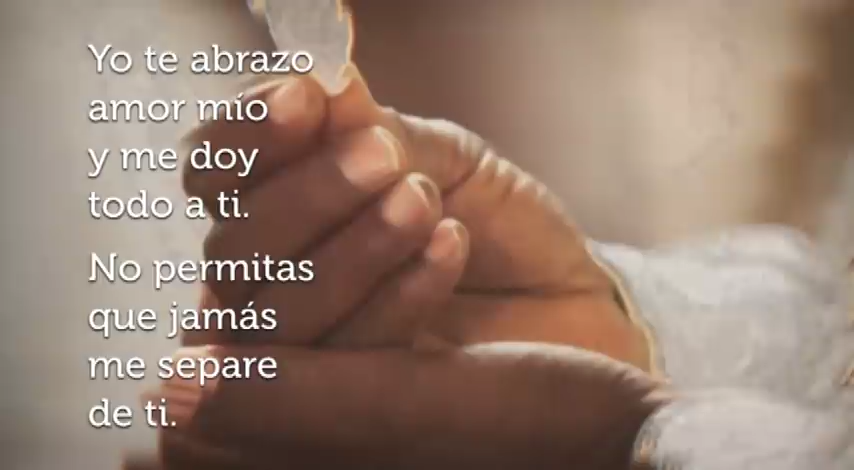 Yo te abrazo
amor mío
y me doy
todo a ti.
No permitas
que jamás
me separe
de ti.